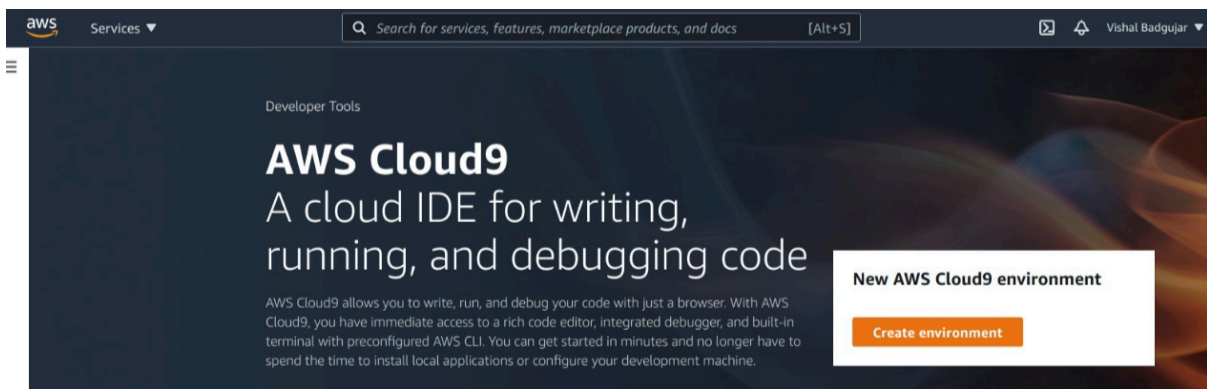 aws Services ▼ Search for services, features, marketplace products, and docs [Alt+S] Vishal Badgujar ▼
Developer Tools
AWS Cloud9
A cloud IDE for writing,
running, and debugging code
New AWS Cloud9 environment
Create environment
AWS Cloud9 allows you to write, run, and debug your code with just a browser. With AWS
Cloud9, you have immediate access to a rich code editor, integrated debugger, and built-in
terminal with preconfigured AWS CLI. You can get started in minutes and no longer have to
spend the time to install local applications or configure your development machine.